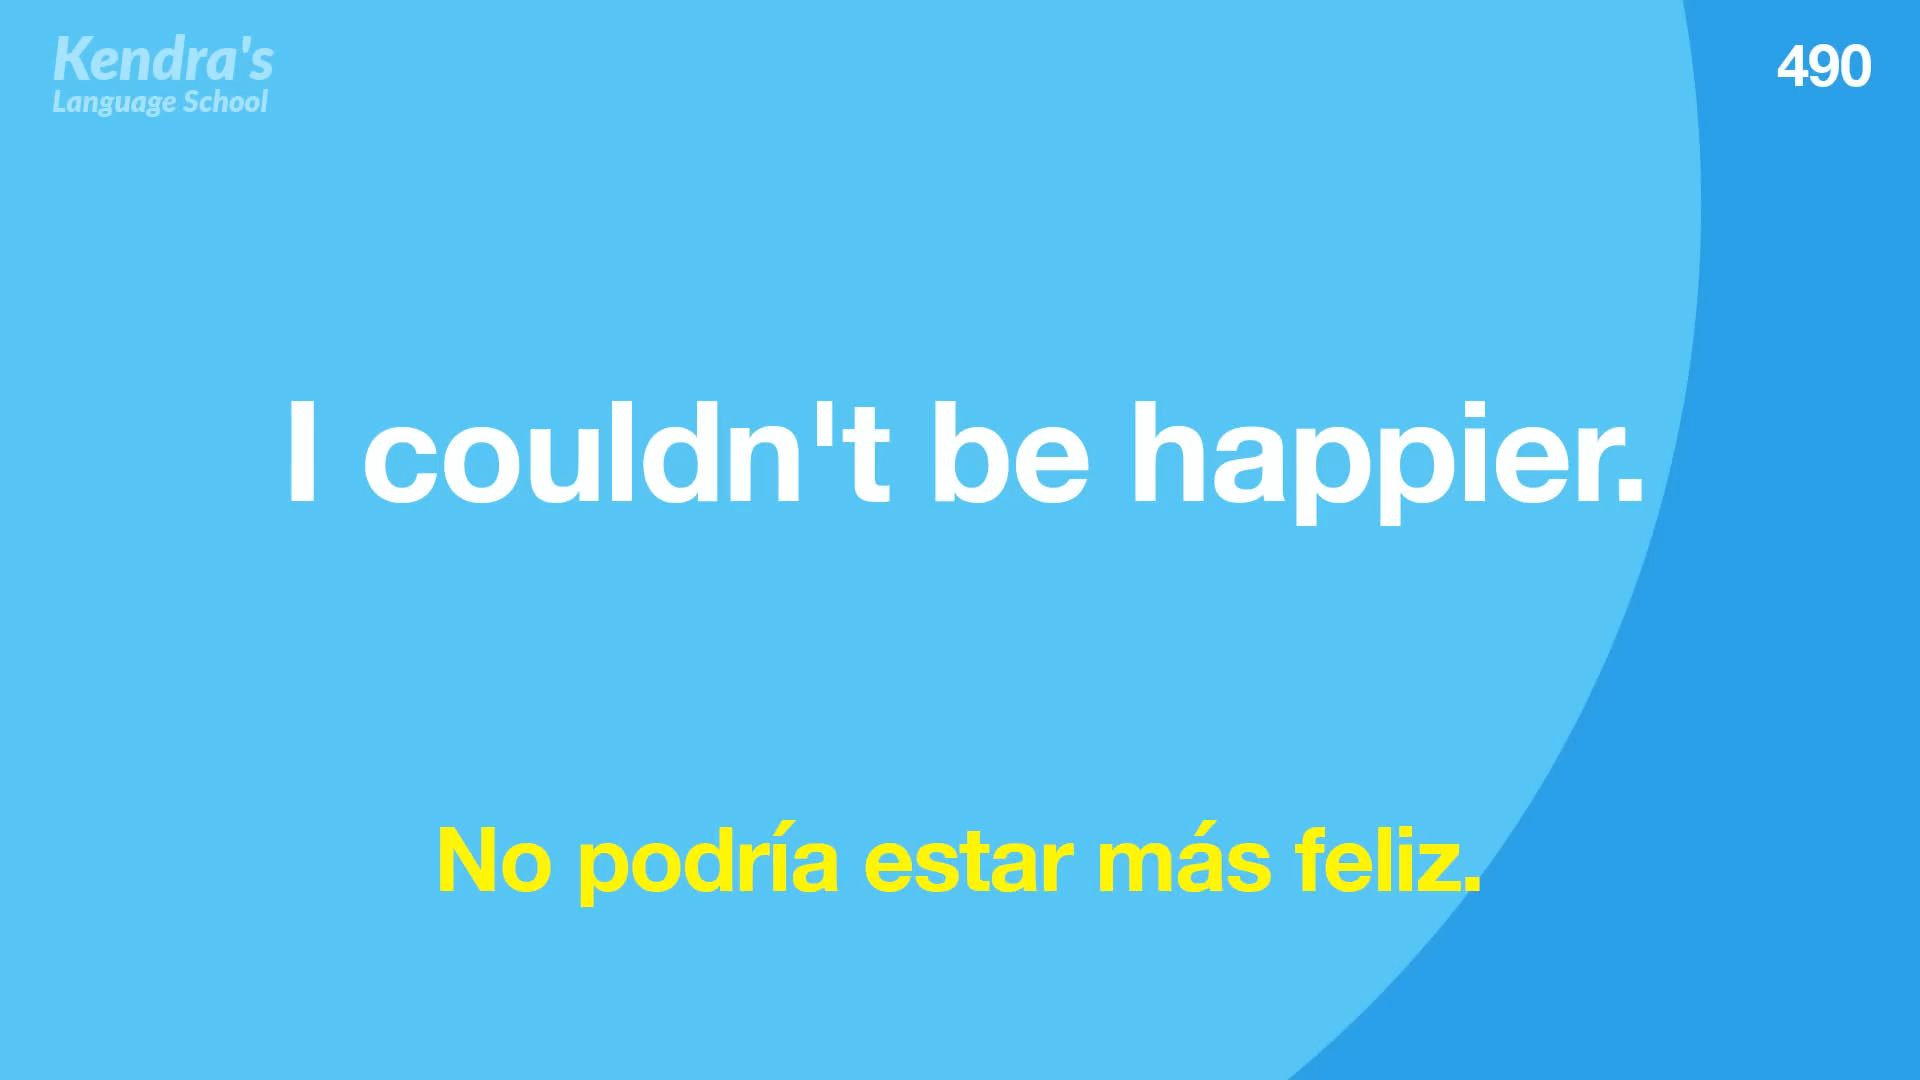 Kendra's
Language School
490
I couldn't be happier.
No podría estar más feliz.